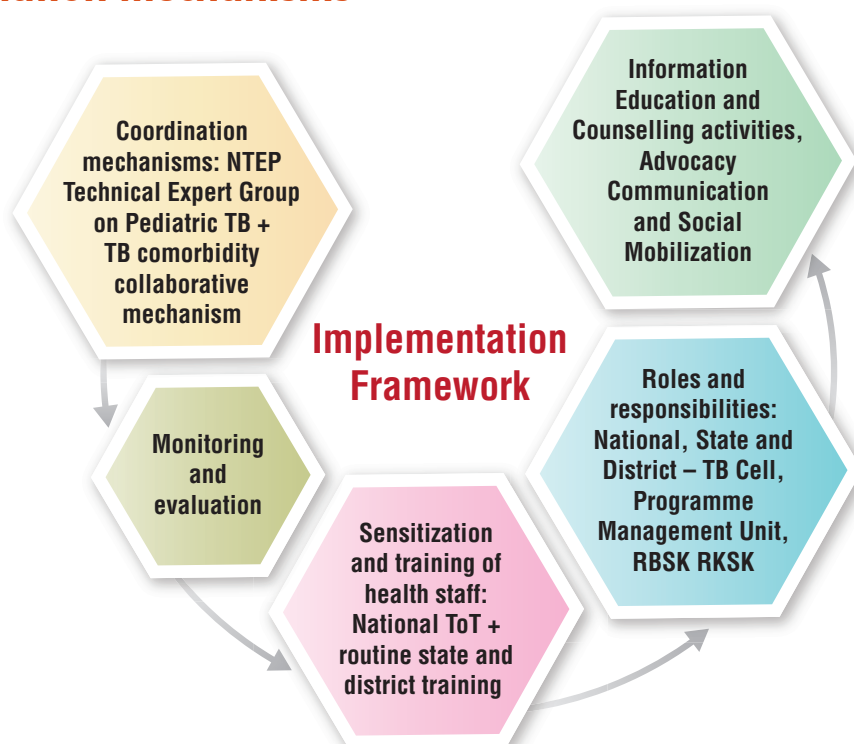 Coordination
mechanisms: NTEP
Technical Expert Group
on Pediatric TB +
TB comorbidity
collaborative
mechanism
Monitoring
and
evaluation
Implementation
Framework
Sensitization
and training of
health staff:
National ToT +
routine state and
district training
Roles and
responsibilities:
National, State and
District – TB Cell,
Programme
Management Unit,
RBSK RKSK
Information
Education and
Counselling activities,
Advocacy
Communication
and Social
Mobilization